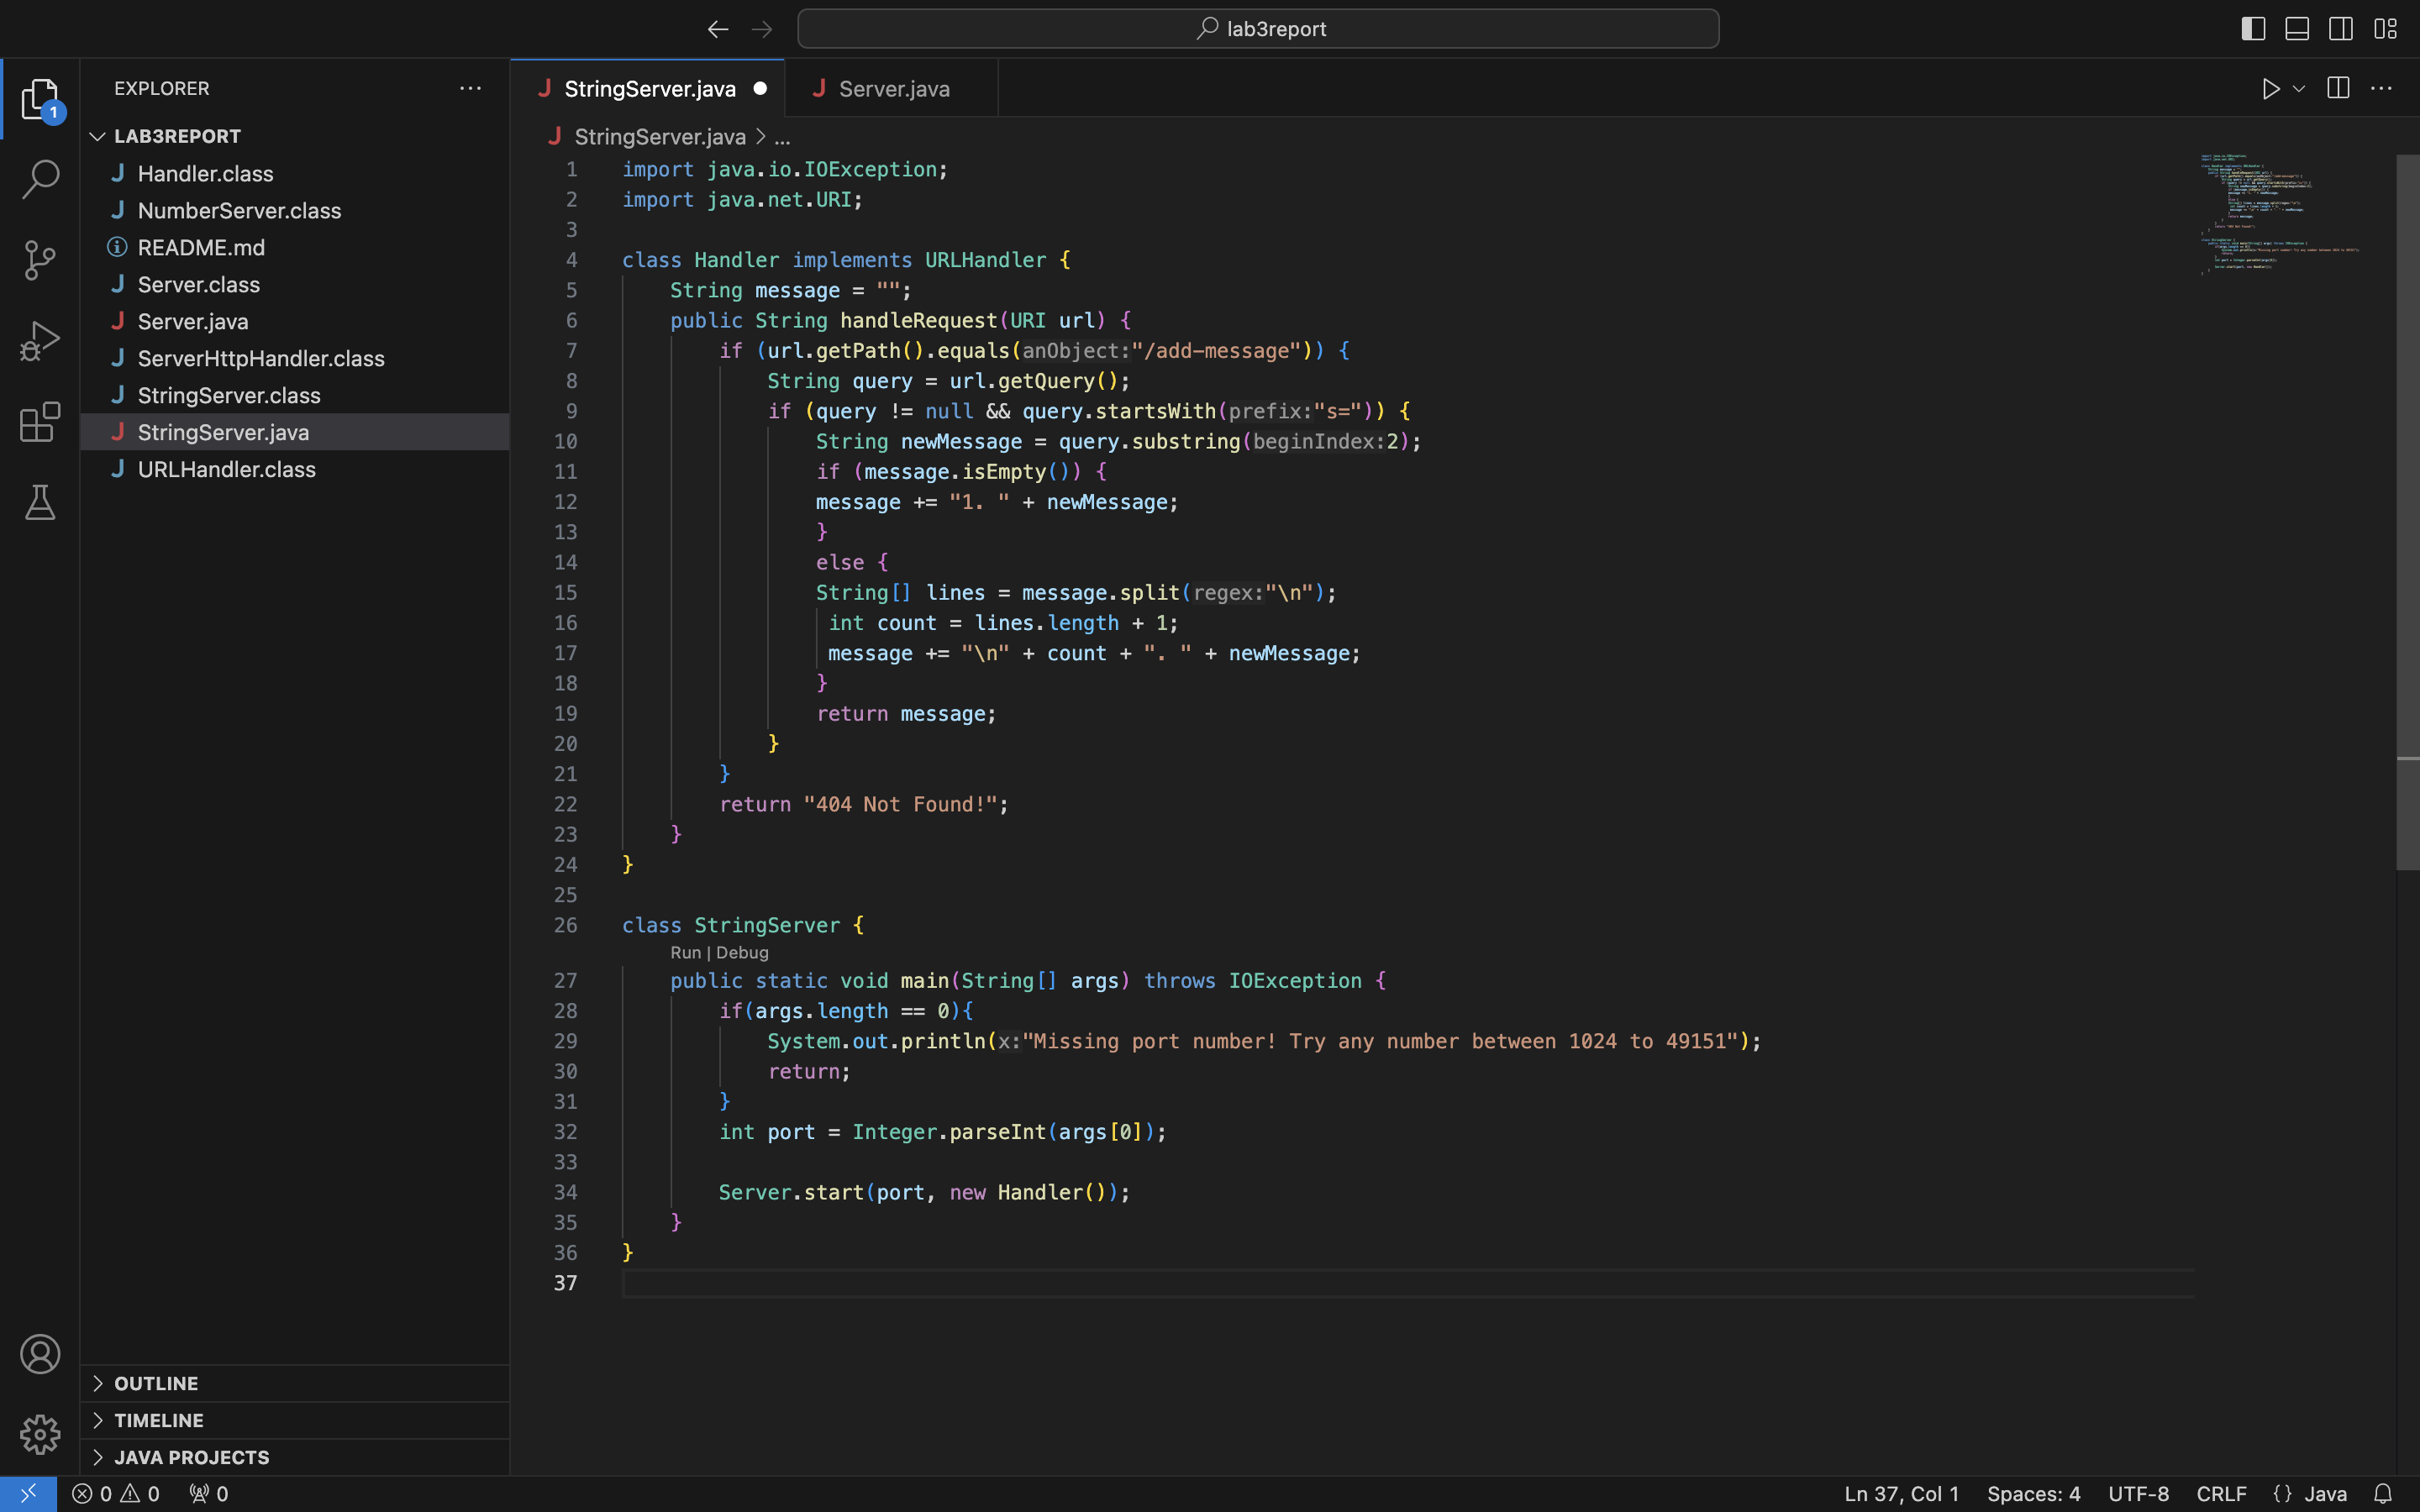 lab3report
EXPLORER
1
LAB3REPORT
Handler.class
NumberServer.class
README.md
Server.class
Server.java
ServerHttpHandler.class
StringServer.class
StringServer.java
URLHandler.class
OUTLINE
TIMELINE
JAVA PROJECTS
StringServer.java
Server.java
StringServer.java > ...
1 import java.io.IOException;
2 import java.net.URI;
3
4 class Handler implements URLHandler {
5 String message = "";
6 public String handleRequest(URI url) {
7 if (url.getPath().equals(anObject:"/add-message")) {
8 String query = url.getQuery();
9 if (query != null && query.startsWith(prefix:"s=")) {
10 String newMessage = query.substring(beginIndex:2);
11 if (message.isEmpty()) {
12 message += "1. " + newMessage;
13 }
14 else {
15 String[] lines = message.split(regex:"\n");
16 int count = lines.length + 1;
17 message += "\n" + count + ". " + newMessage;
18 }
19 return message;
20 }
21 }
22 return "404 Not Found!";
23 }
24 }
25
26 class StringServer {
Run | Debug
27 public static void main(String[] args) throws IOException {
28 if(args.length == 0){
29 System.out.println(x:"Missing port number! Try any number between 1024 to 49151");
30 return;
31 }
32 int port = Integer.parseInt(args[0]);
33
34 Server.start(port, new Handler());
35 }
36 }
37
0 0 0
Ln 37, Col 1 Spaces: 4 UTF-8 CRLF {} Java